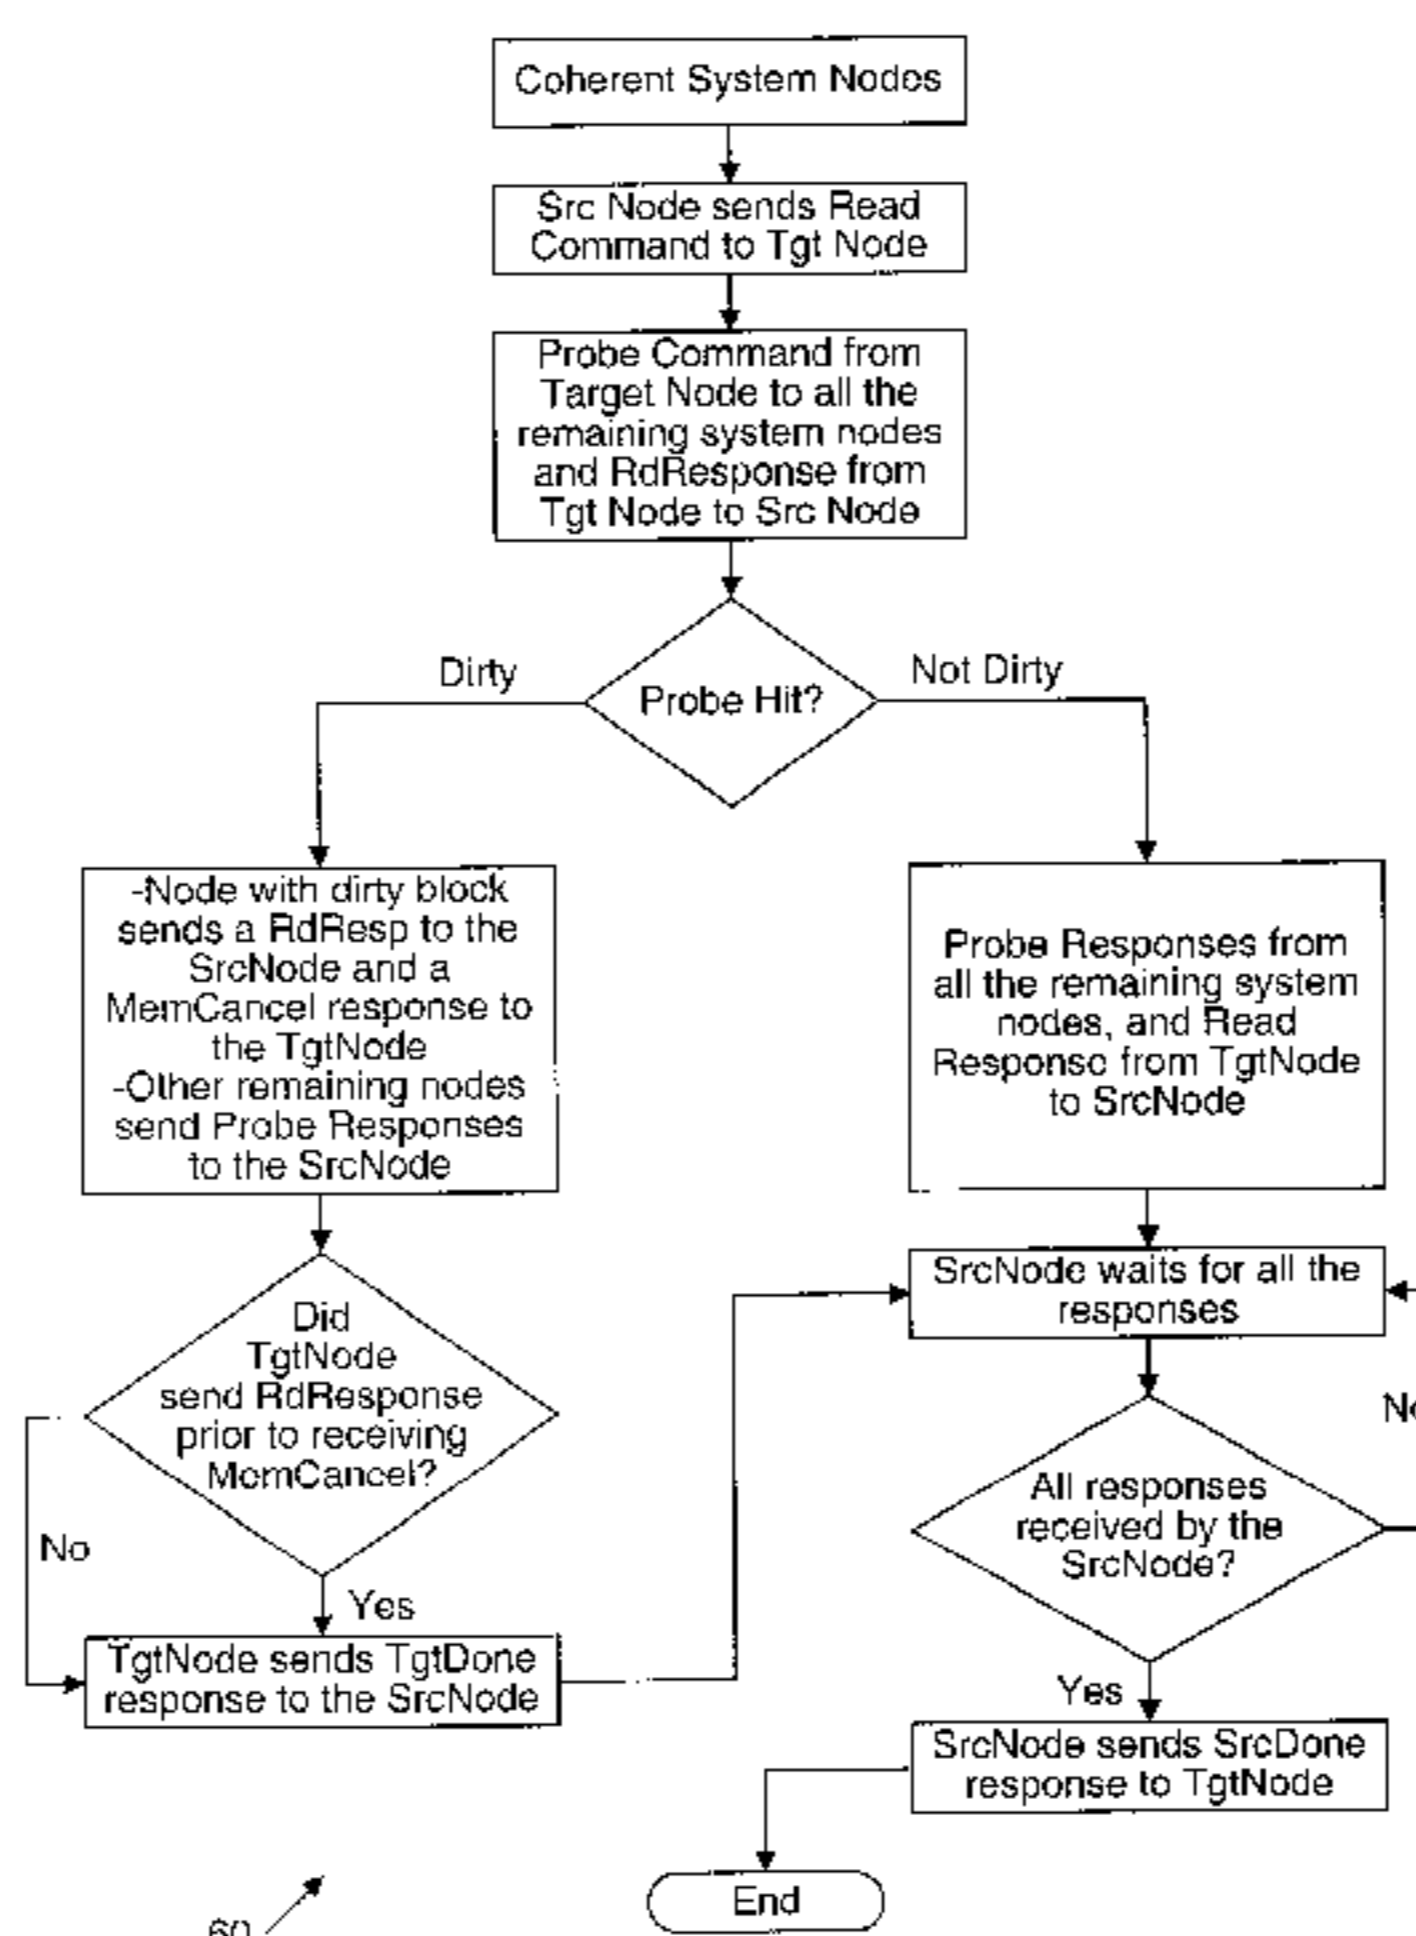 Coherent System Nodes
Src Node sends Read
Command to Tgt Node
Probe Command from
Target Node to all the
remaining system nodes
and RdResponse from
Tgt Node to Src Node
Probe Hit?
Dirty
Not Dirty
-Node with dirty block
sends a RdResp to the
SrcNode and a
MemCancel response to
the TgtNode
-Other remaining nodes
send Probe Responses
to the SrcNode
Probe Responses from
all the remaining system
nodes, and Read
Response from TgtNode
to SrcNode
Did
TgtNode
send RdResponse
prior to receiving
MemCancel?
No
Yes
TgtNode sends TgtDone
response to the SrcNode
SrcNode waits for all the
responses
All responses
received by the
SrcNode?
Yes
SrcNode sends SrcDone
response to TgtNode
End
60